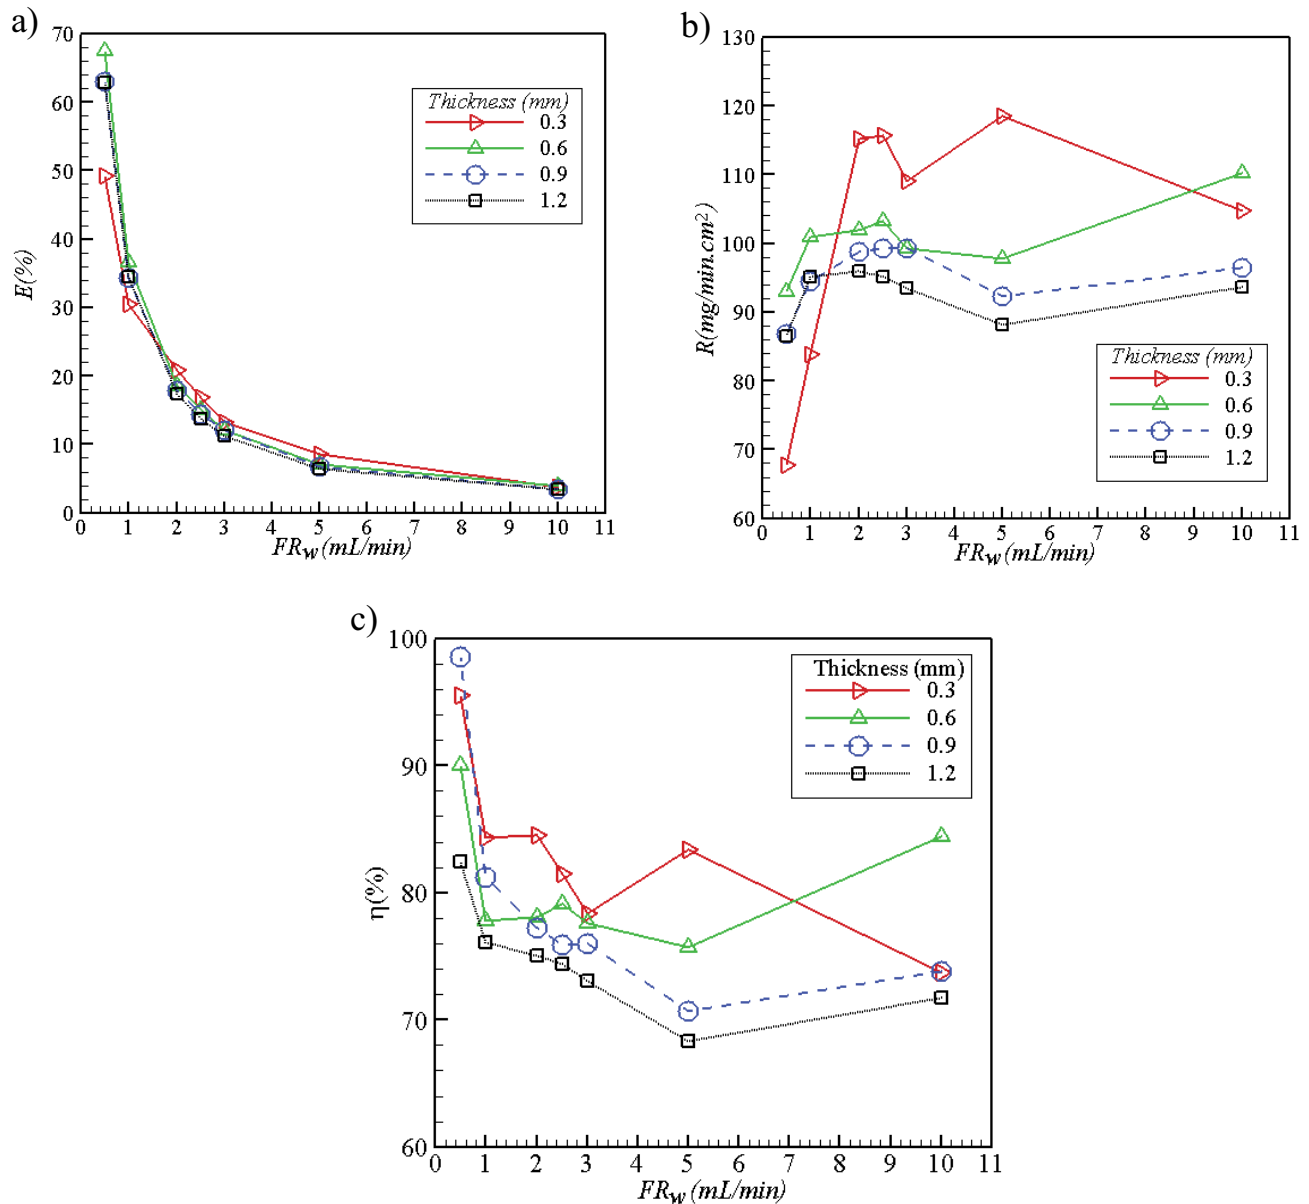 a)
E(%)
70
60
50
40
30
20
10
0
Thickness (mm)
0.3
0.6
0.9
1.2
0 1 2 3 4 5 6 7 8 9 10 11
FRw (mL/min)
b)
R(mg/min.cm²)
130
120
110
100
90
80
70
60
Thickness (mm)
0.3
0.6
0.9
1.2
0 1 2 3 4 5 6 7 8 9 10 11
FRw (mL/min)
c)
η(%)
100
90
80
70
60
Thickness (mm)
0.3
0.6
0.9
1.2
0 1 2 3 4 5 6 7 8 9 10 11
FRw (mL/min)